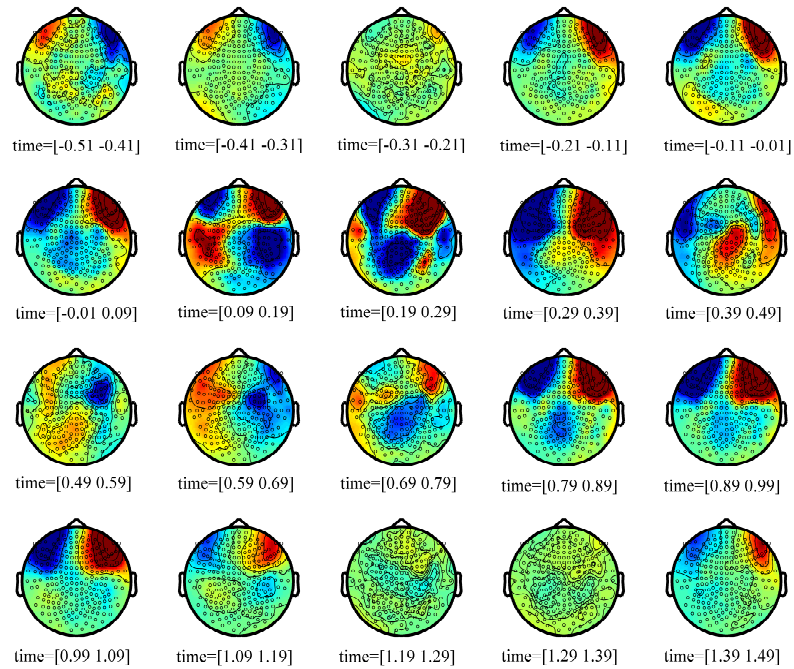 time=[-0.51 -0.41] time=[-0.41 -0.31] time=[-0.31 -0.21] time=[-0.21 -0.11] time=[-0.11 -0.01]
time=[-0.01 0.09] time=[0.09 0.19] time=[0.19 0.29] time=[0.29 0.39] time=[0.39 0.49]
time=[0.49 0.59] time=[0.59 0.69] time=[0.69 0.79] time=[0.79 0.89] time=[0.89 0.99]
time=[0.99 1.09] time=[1.09 1.19] time=[1.19 1.29] time=[1.29 1.39] time=[1.39 1.49]